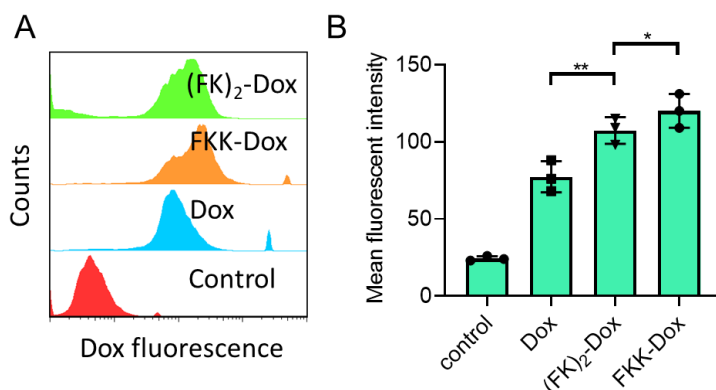 A
Counts
(FK)₂-Dox
FKK-Dox
Dox
Control
Dox fluorescence
B
Mean fluorescent intensity
150
100
50
0
**
*
control
Dox
(FK)₂-Dox
FKK-Dox